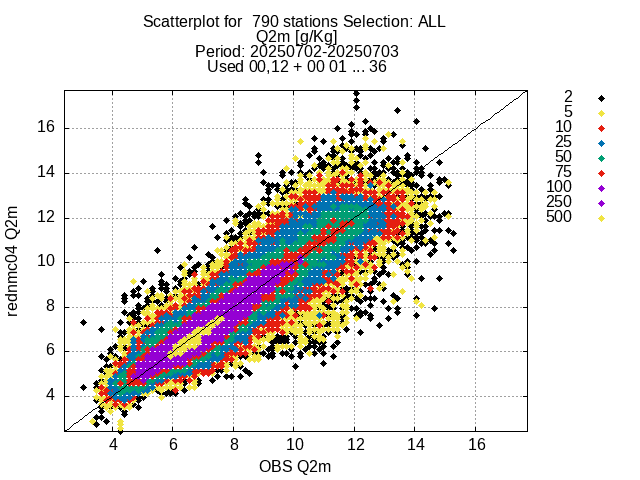 Scatterplot for  790 stations Selection: ALL
Q2m [g/Kg]
Period: 20250702-20250703
Used 00,12 + 00 01 ... 36
2
5
10
25
50
75
100
250
500
16
14
12
10
8
6
4
rednmc04 Q2m
4 6 8 10 12 14 16
OBS Q2m